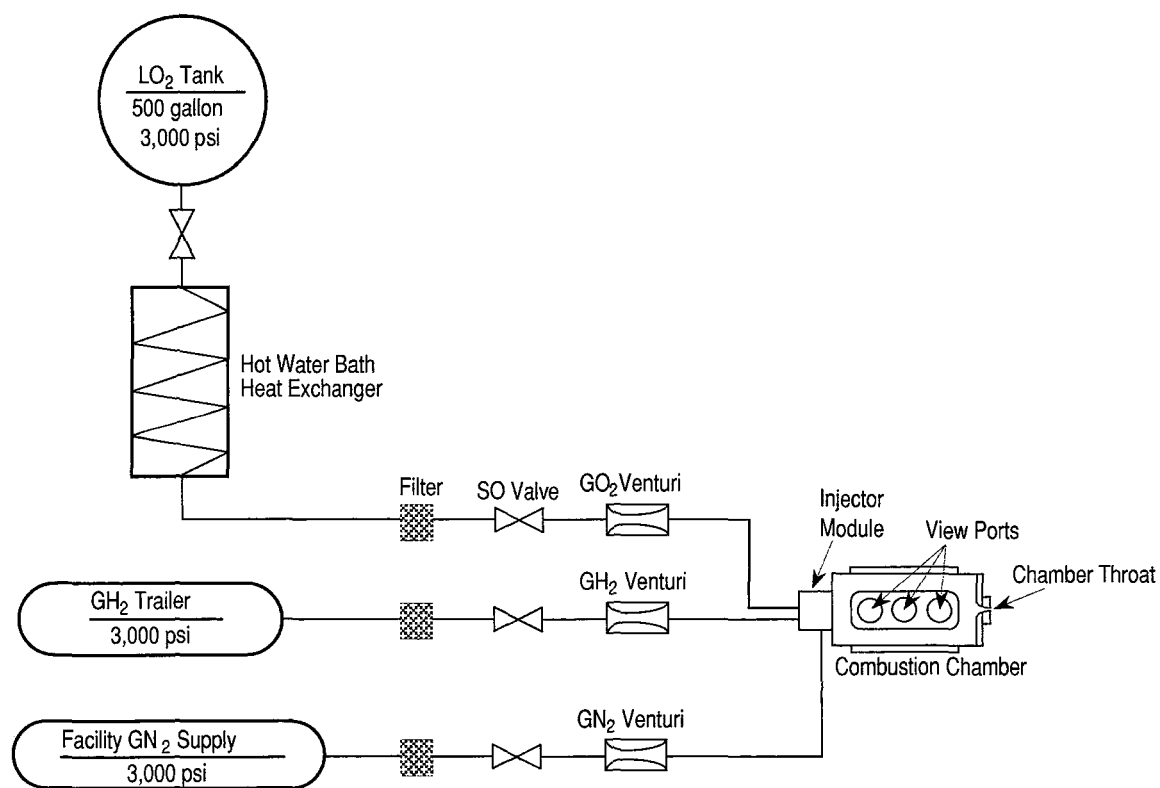 LO₂ Tank
500 gallon
3,000 psi
Hot Water Bath
Heat Exchanger
Filter
SO Valve
GO₂ Venturi
Injector
Module
View Ports
Chamber Throat
GH₂ Trailer
3,000 psi
GH₂ Venturi
Combustion Chamber
Facility GN₂ Supply
3,000 psi
GN₂ Venturi